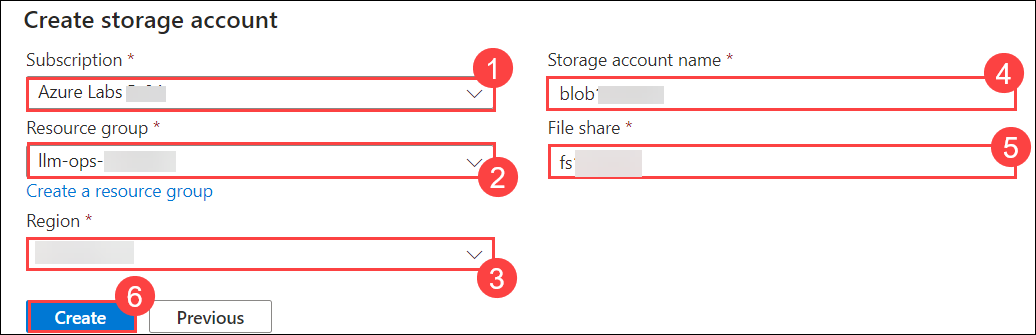 Create storage account
Subscription *
1
Azure Labs
Resource group *
llm-ops-
2
Create a resource group
Region *
3
Storage account name *
4
blob
File share *
5
fs
6
Create
Previous